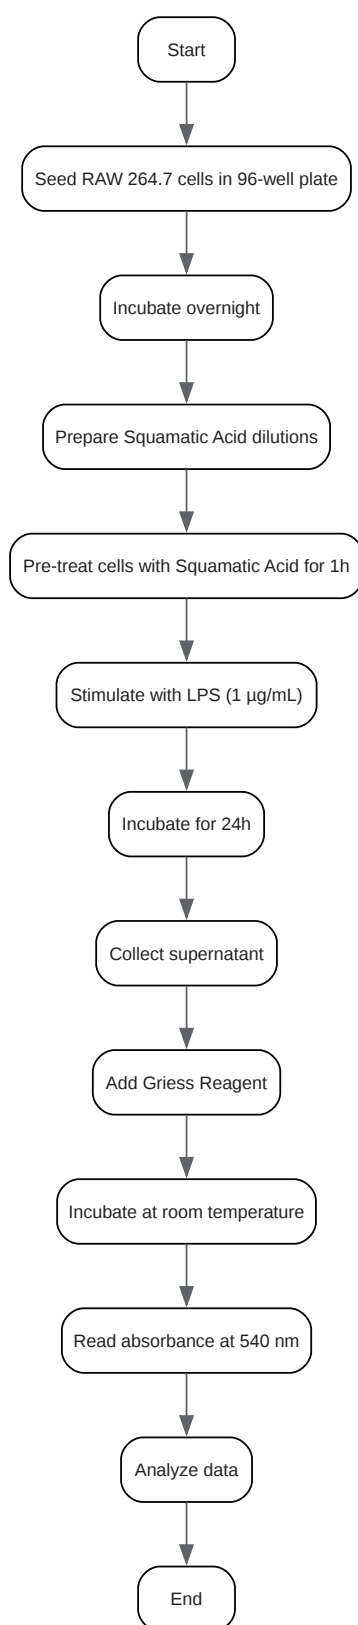 Start
Seed RAW 264.7 cells in 96-well plate
Incubate overnight
Prepare Squamatic Acid dilutions
Pre-treat cells with Squamatic Acid for 1h
Stimulate with LPS (1 µg/mL)
Incubate for 24h
Collect supernatant
Add Griess Reagent
Incubate at room temperature
Read absorbance at 540 nm
Analyze data
End